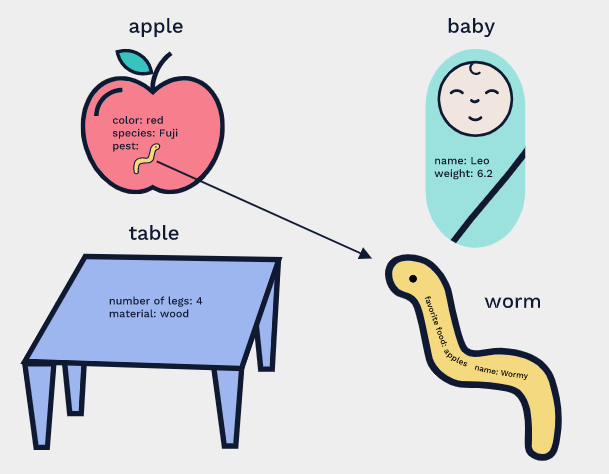 apple
color: red
species: Fuji
pest:
baby
name: Leo
weight: 6.2
table
number of legs: 4
material: wood
worm
favorite food: apples
name: Wormy